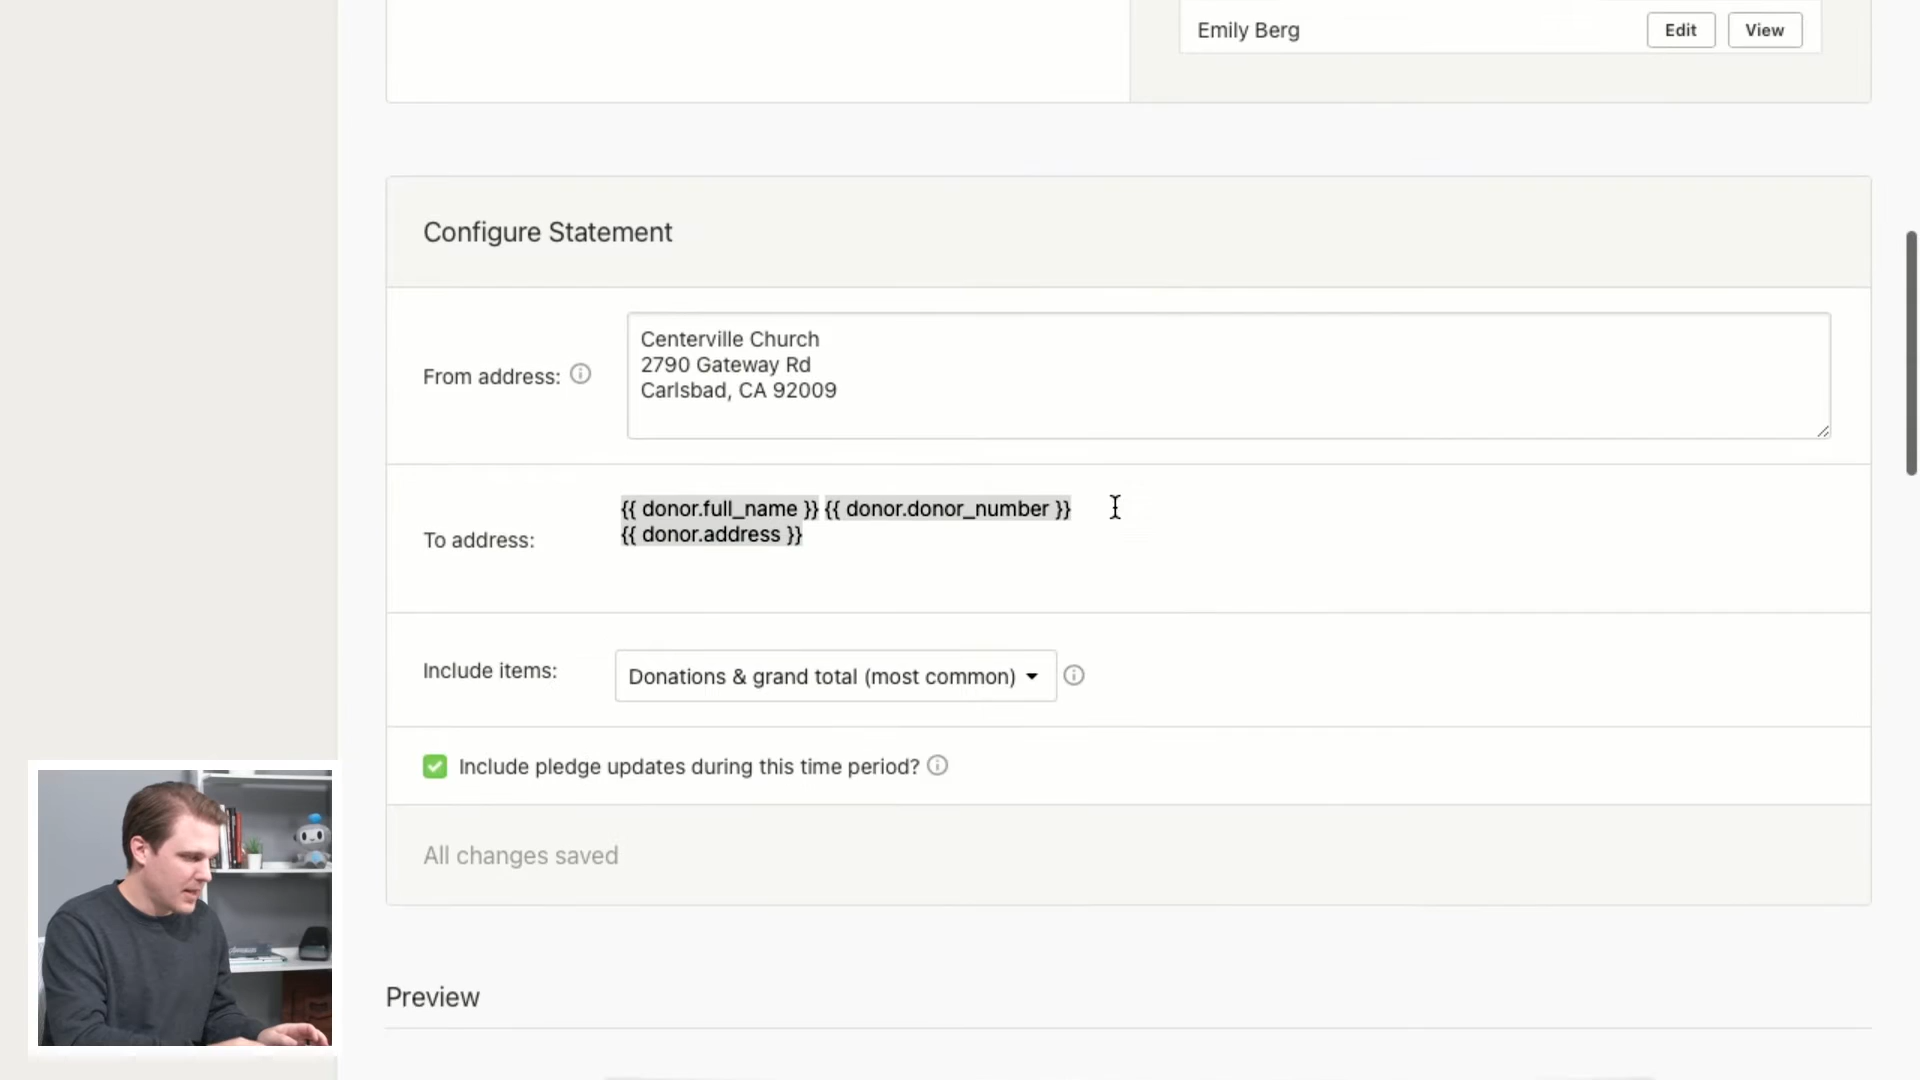 Emily Berg
Edit
View
Configure Statement
From address:
Centerville Church
2790 Gateway Rd
Carlsbad, CA 92009
To address:
{{ donor.full_name }} {{ donor.donor_number }}
{{ donor.address }}
Include items:
Donations & grand total (most common)
Include pledge updates during this time period?
All changes saved
Preview